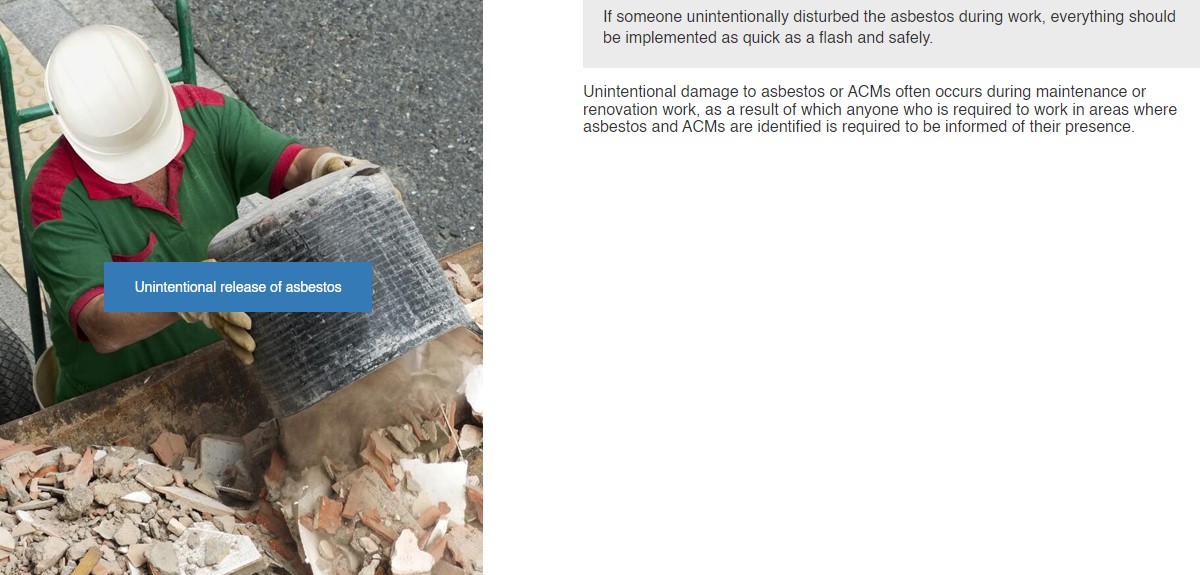 If someone unintentionally disturbed the asbestos during work, everything should
be implemented as quick as a flash and safely.
Unintentional damage to asbestos or ACMs often occurs during maintenance or
renovation work, as a result of which anyone who is required to work in areas where
asbestos and ACMs are identified is required to be informed of their presence.
Unintentional release of asbestos